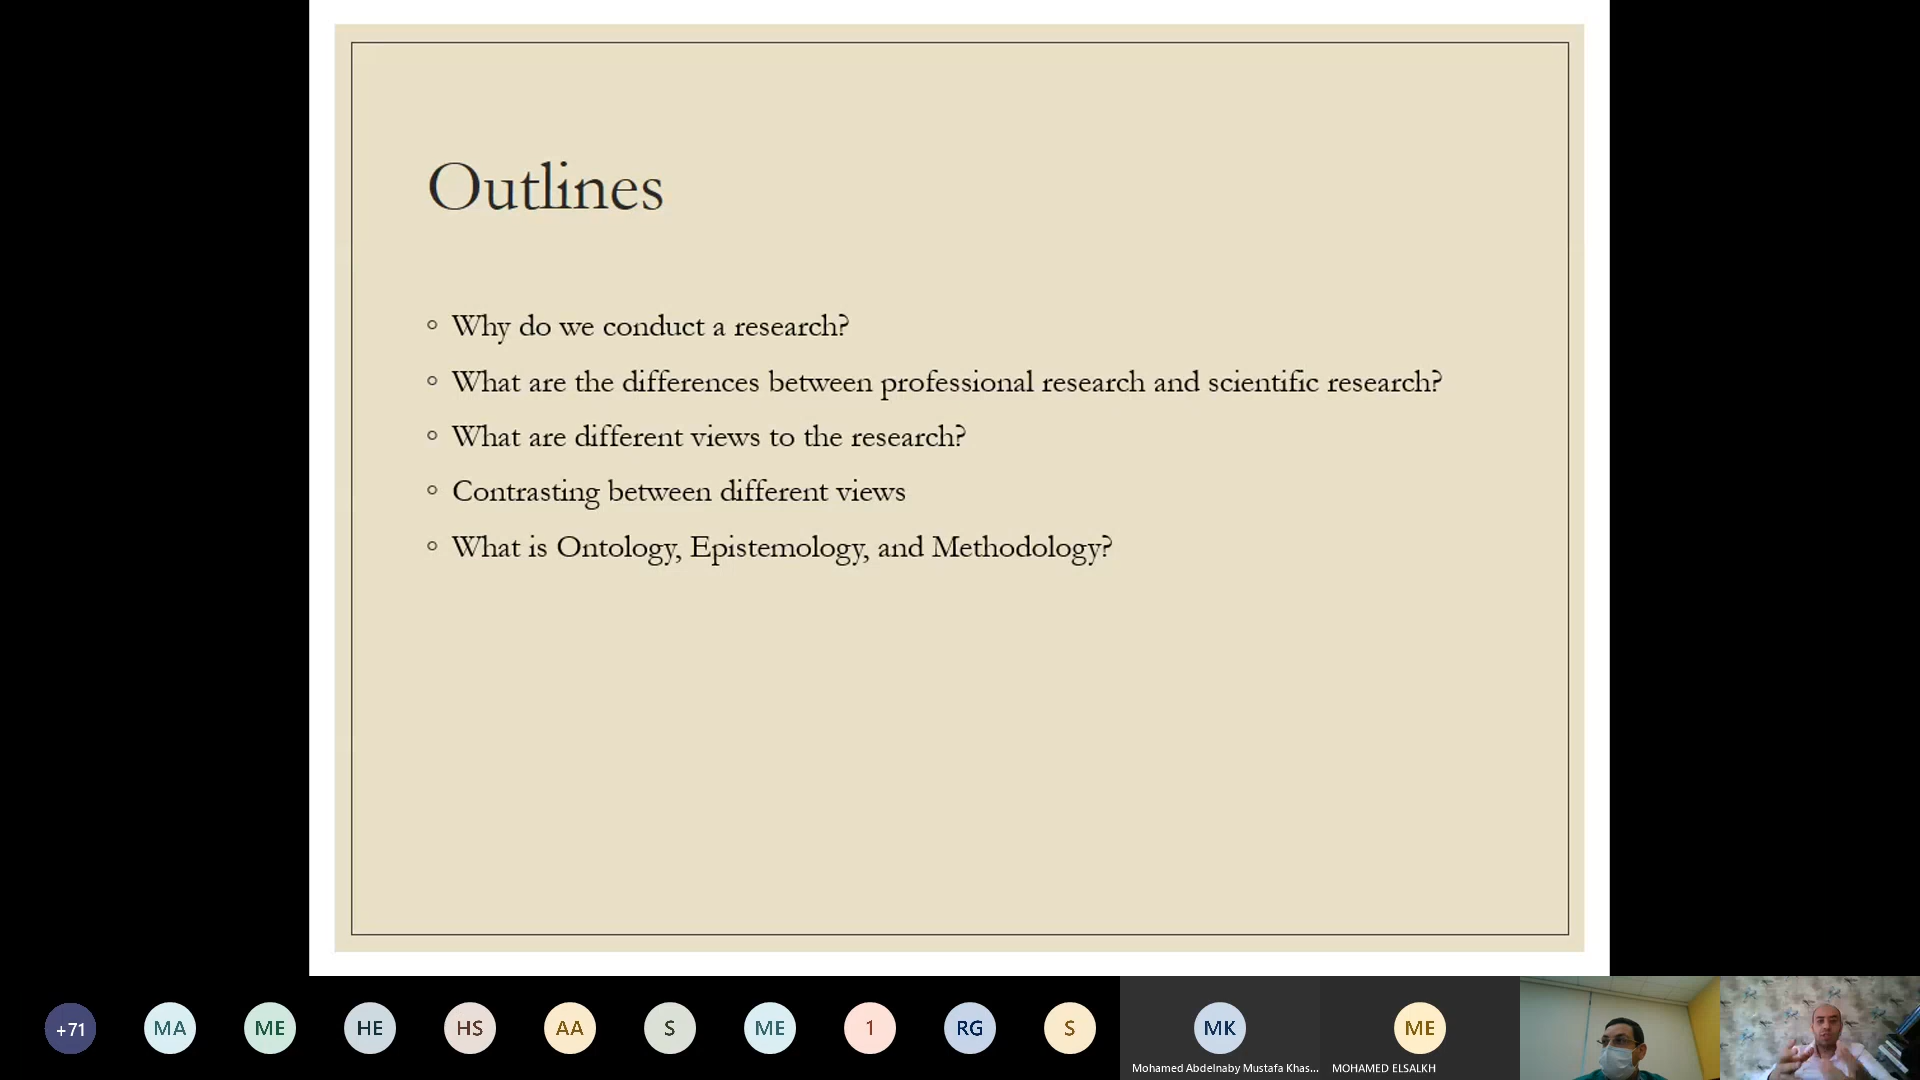 Outlines
Why do we conduct a research?
What are the differences between professional research and scientific research?
What are different views to the research?
Contrasting between different views
What is Ontology, Epistemology, and Methodology?
+71
MA
ME
HE
HS
AA
S
ME
1
RG
S
MK
ME
Mohamed Abdelnaby Mustafa Khas...
MOHAMED ELSALKH